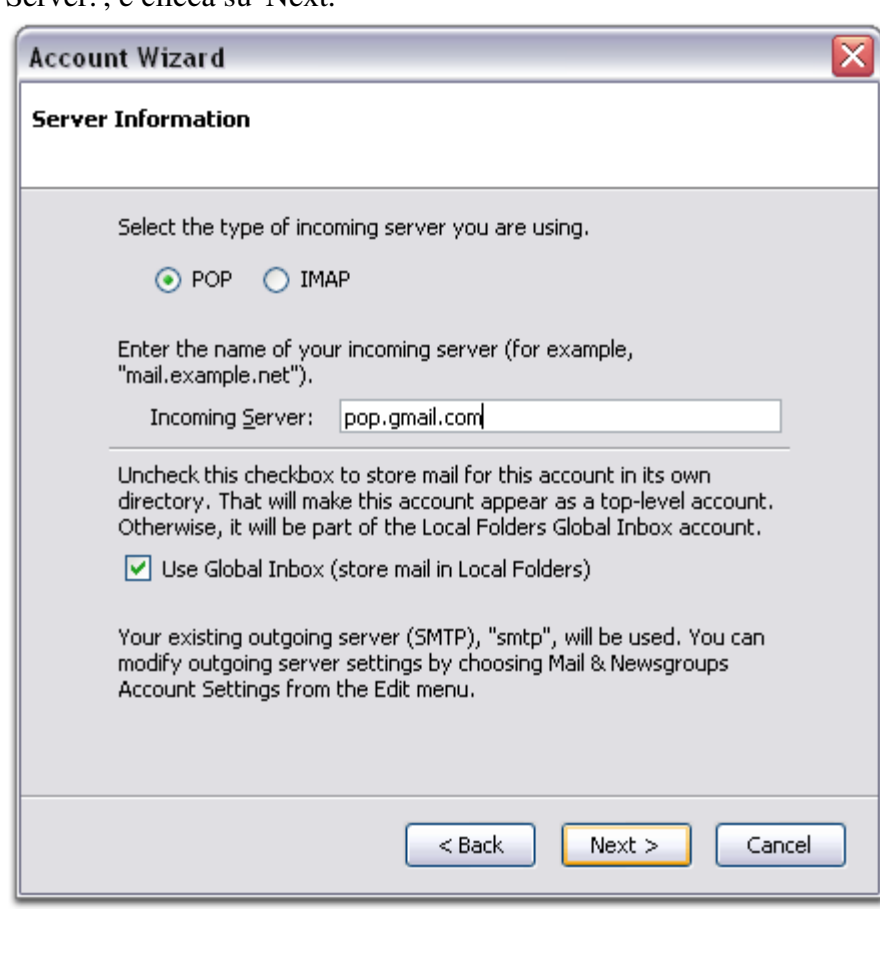 Server:', e clicca su 'Next.
Account Wizard
Server Information
Select the type of incoming server you are using.
POP IMAP
Enter the name of your incoming server (for example,
"mail.example.net").
Incoming Server: pop.gmail.com
Uncheck this checkbox to store mail for this account in its own
directory. That will make this account appear as a top-level account.
Otherwise, it will be part of the Local Folders Global Inbox account.
Use Global Inbox (store mail in Local Folders)
Your existing outgoing server (SMTP), "smtp", will be used. You can
modify outgoing server settings by choosing Mail & Newsgroups
Account Settings from the Edit menu.
< Back Next > Cancel